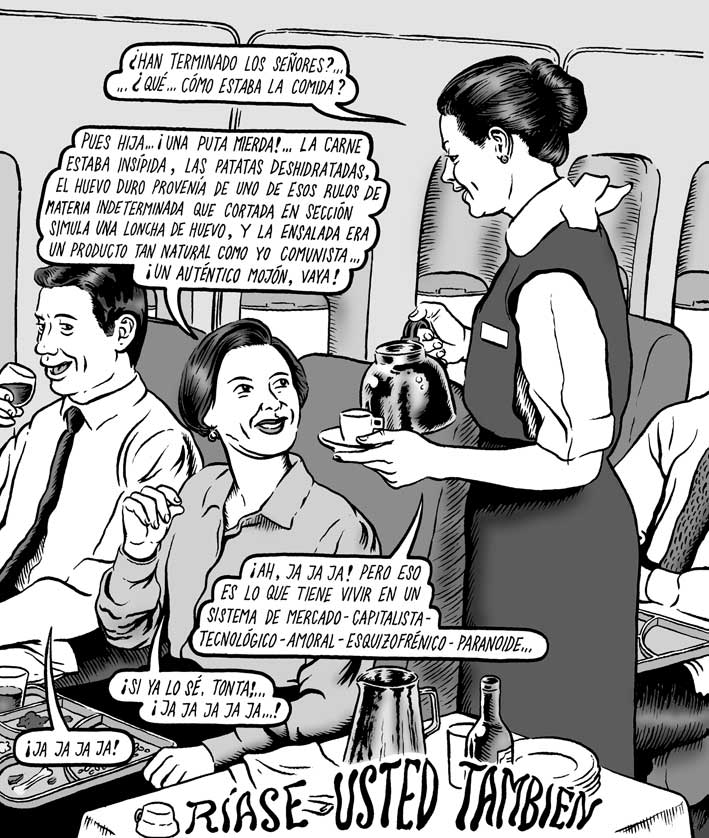 ¿HAN TERMINADO LOS SEÑORES?...
... ¿QUÉ... CÓMO ESTABA LA COMIDA?
PUES HIJA... ¡UNA PUTA MIERDA!... LA CARNE
ESTABA INSÍPIDA, LAS PATATAS DESHIDRATADAS,
EL HUEVO DURO PROVENÍA DE UNO DE ESOS RULOS DE
MATERIA INDETERMINADA QUE CORTADA EN SECCIÓN
SIMULA UNA LONCHA DE HUEVO, Y LA ENSALADA ERA
UN PRODUCTO TAN NATURAL COMO YO COMUNISTA...
¡UN AUTÉNTICO MOJÓN, VAYA!
¡AH, JA JA JA! PERO ESO
ES LO QUE TIENE VIVIR EN UN
SISTEMA DE MERCADO-CAPITALISTA-
TECNOLÓGICO-AMORAL-ESQUIZOFRÉNICO-PARANOIDE...
¡SI YA LO SÉ, TONTA!...
¡JA JA JA JA JA...!
¡JA JA JA JA!
RÍASE USTED TAMBIEN